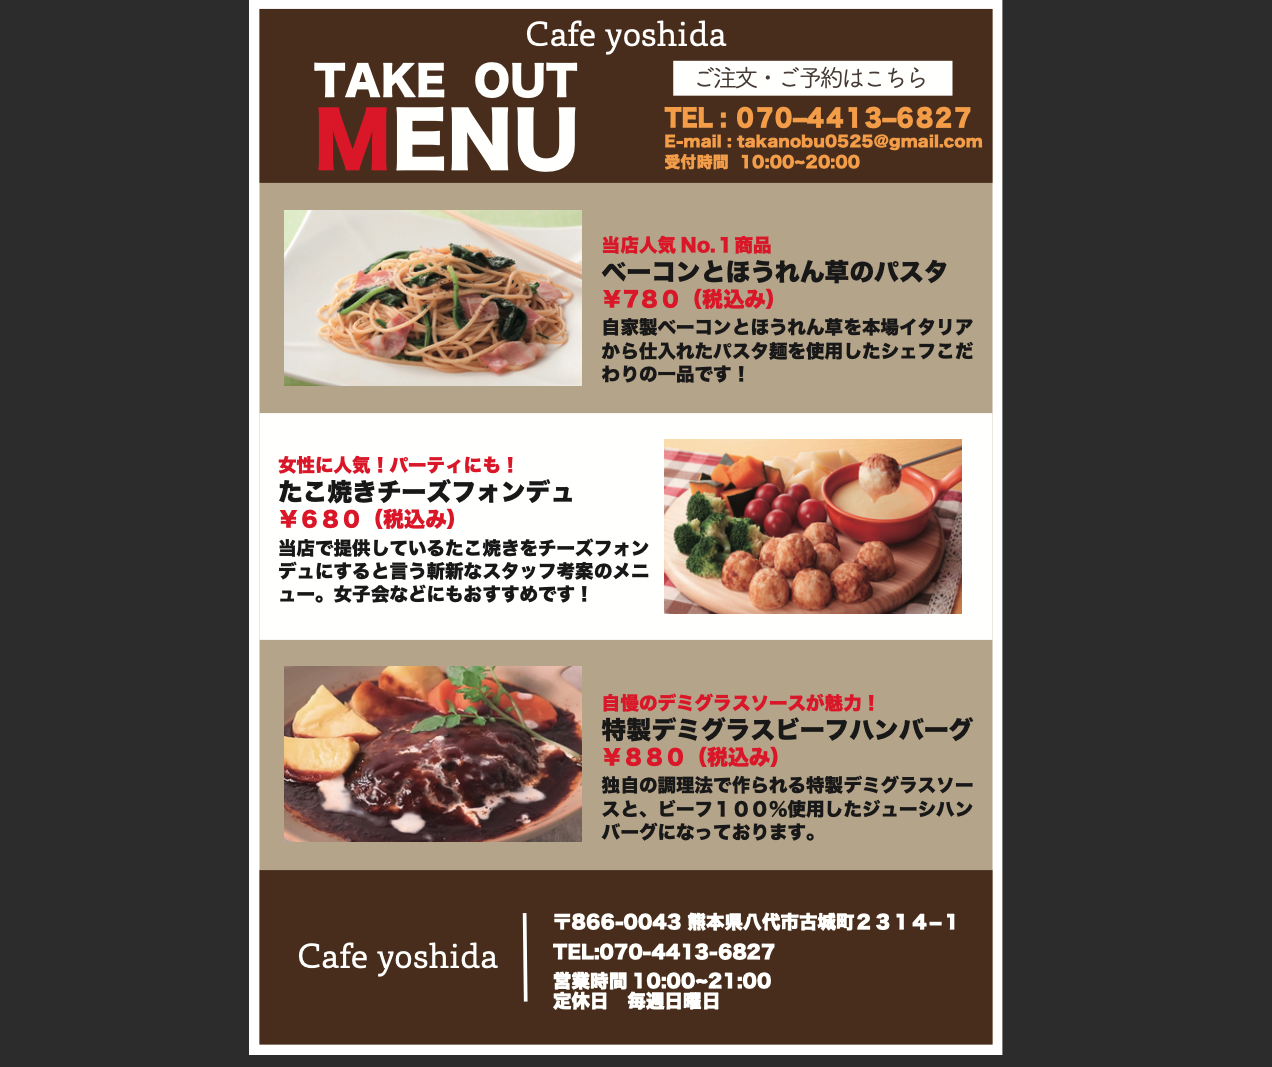 Cafe yoshida
TAKE OUT
MENU
ご注文・ご予約はこちら
TEL : 070–4413–6827
E-mail : takanobu0525@gmail.com
受付時間 10:00~20:00
当店人気 No.１商品
ベーコンとほうれん草のパスタ
￥７８０（税込み）
自家製ベーコンとほうれん草を本場イタリア
から仕入れたパスタ麺を使用したシェフこだ
わりの一品です！
女性に人気！パーティにも！
たこ焼きチーズフォンデュ
￥６８０（税込み）
当店で提供しているたこ焼きをチーズフォン
デュにすると言う斬新なスタッフ考案のメニ
ュー。女子会などにもおすすめです！
自慢のデミグラスソースが魅力！
特製デミグラスビーフハンバーグ
￥８８０（税込み）
独自の調理法で作られる特製デミグラスソー
スと、ビーフ１００％使用したジューシハン
バーグになっております。
Cafe yoshida
〒866-0043 熊本県八代市古城町２３１４−１
TEL:070-4413-6827
営業時間 10:00~21:00
定休日　毎週日曜日